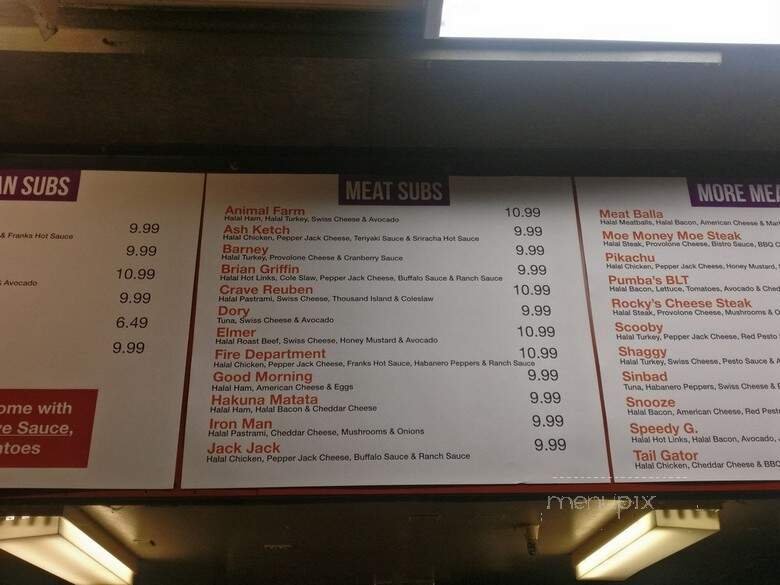 AN SUBS
& Franks Hot Sauce
9.99
9.99
Avocado
10.99
9.99
6.49
9.99
ome with
ve Sauce,
atoes
MEAT SUBS
Animal Farm 10.99
Halal Ham, Halal Turkey, Swiss Cheese & Avocado
Ash Ketch 9.99
Halal Chicken, Pepper Jack Cheese, Teriyaki Sauce & Sriracha Hot Sauce
Barney 9.99
Halal Turkey, Provolone Cheese & Cranberry Sauce
Brian Griffin 9.99
Halal Hot Links, Cole Slaw, Pepper Jack Cheese, Buffalo Sauce & Ranch Sauce
Crave Reuben 10.99
Halal Pastrami, Swiss Cheese, Thousand Island & Coleslaw
Dory 9.99
Tuna, Swiss Cheese & Avocado
Elmer 10.99
Halal Roast Beef, Swiss Cheese, Honey Mustard & Avocado
Fire Department 10.99
Halal Chicken, Pepper Jack Cheese, Franks Hot Sauce, Habanero Peppers & Ranch Sauce
Good Morning 9.99
Halal Ham, American Cheese & Eggs
Hakuna Matata 9.99
Halal Ham, Halal Bacon & Cheddar Cheese
Iron Man 9.99
Halal Pastrami, Cheddar Cheese, Mushrooms & Onions
Jack Jack 9.99
Halal Chicken, Pepper Jack Cheese, Buffalo Sauce & Ranch Sauce
MORE MEA
Meat Balla
Halal Meatballs, Halal Bacon, American Cheese & Mari
Moe Money Moe Steak
Halal Steak, Provolone Cheese, Bistro Sauce, BBQ
Pikachu
Halal Chicken, Pepper Jack Cheese, Honey Mustard,
Pumba's BLT
Halal Bacon, Lettuce, Tomatoes, Avocado & Ched
Rocky's Cheese Steak
Halal Steak, Provolone Cheese, Mushrooms & O
Scooby
Halal Turkey, Pepper Jack Cheese, Red Pesto
Shaggy
Halal Turkey, Swiss Cheese, Pesto Sauce & A
Sinbad
Tuna, Habanero Peppers, Swiss Cheese &
Snooze
Halal Bacon, American Cheese, Red Pest
Speedy G.
Halal Hot Links, Halal Bacon, Avocado,
Tail Gator
Halal Chicken, Cheddar Cheese & BBQ
menupix